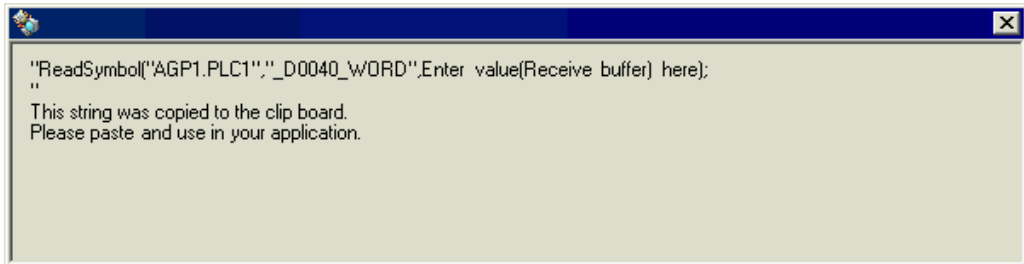 "ReadSymbol("AGP1.PLC1","_D0040_WORD",Enter value(Receive buffer) here);
"
This string was copied to the clip board.
Please paste and use in your application.